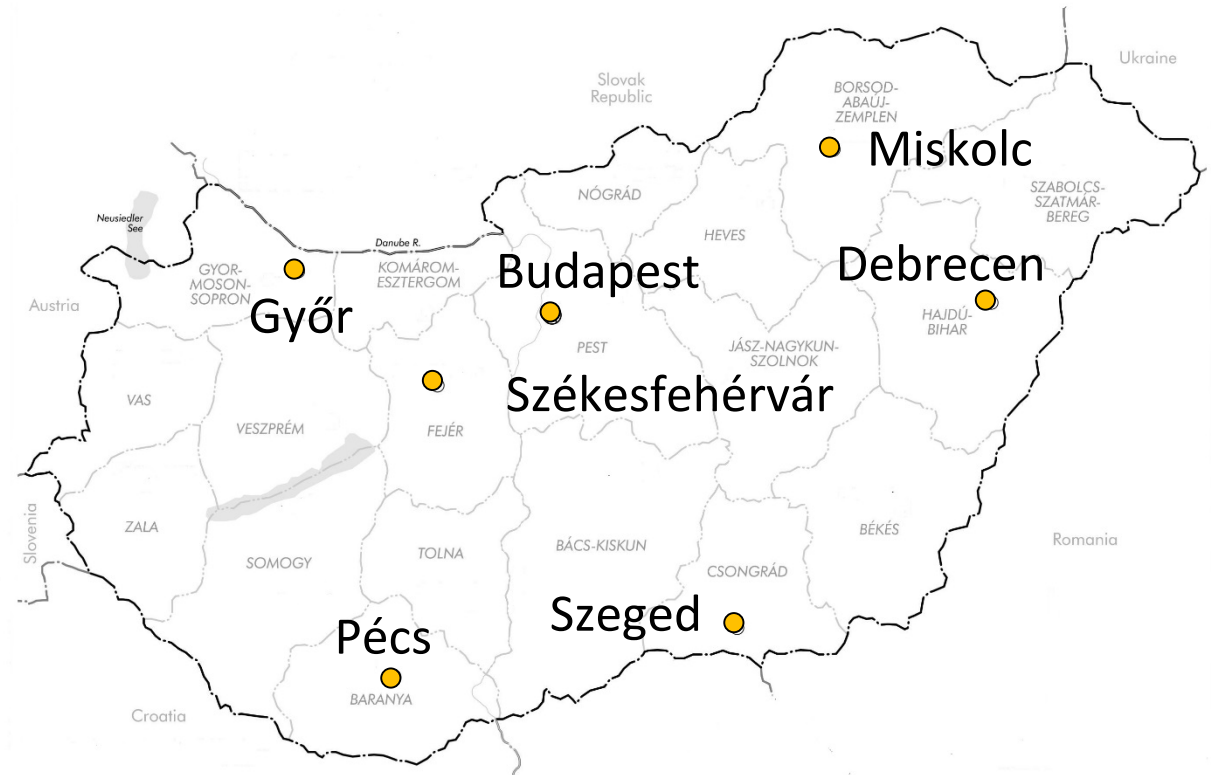 Ukraine
Slovak
Republic
BORSOD-
ABAÚJ-
ZEMPLEN
Miskolc
NÓGRÁD
SZABOLCS-
SZATMÁR-
BEREG
Neusiedler
See
HEVES
Danube R.
Debrecen
Budapest
GYOR-
MOSON-
SOPRON
KOMÁROM-
ESZTERGOM
Austria
Győr
HAJDÚ-
BIHAR
PEST
JÁSZ-NAGYKUN-
SZOLNOK
Székesfehérvár
VAS
VESZPRÉM
FEJÉR
Slovenia
ZALA
BÉKÉS
Romania
SOMOGY
TOLNA
BÁCS-KISKUN
CSONGRÁD
Szeged
Pécs
BARANYA
Croatia